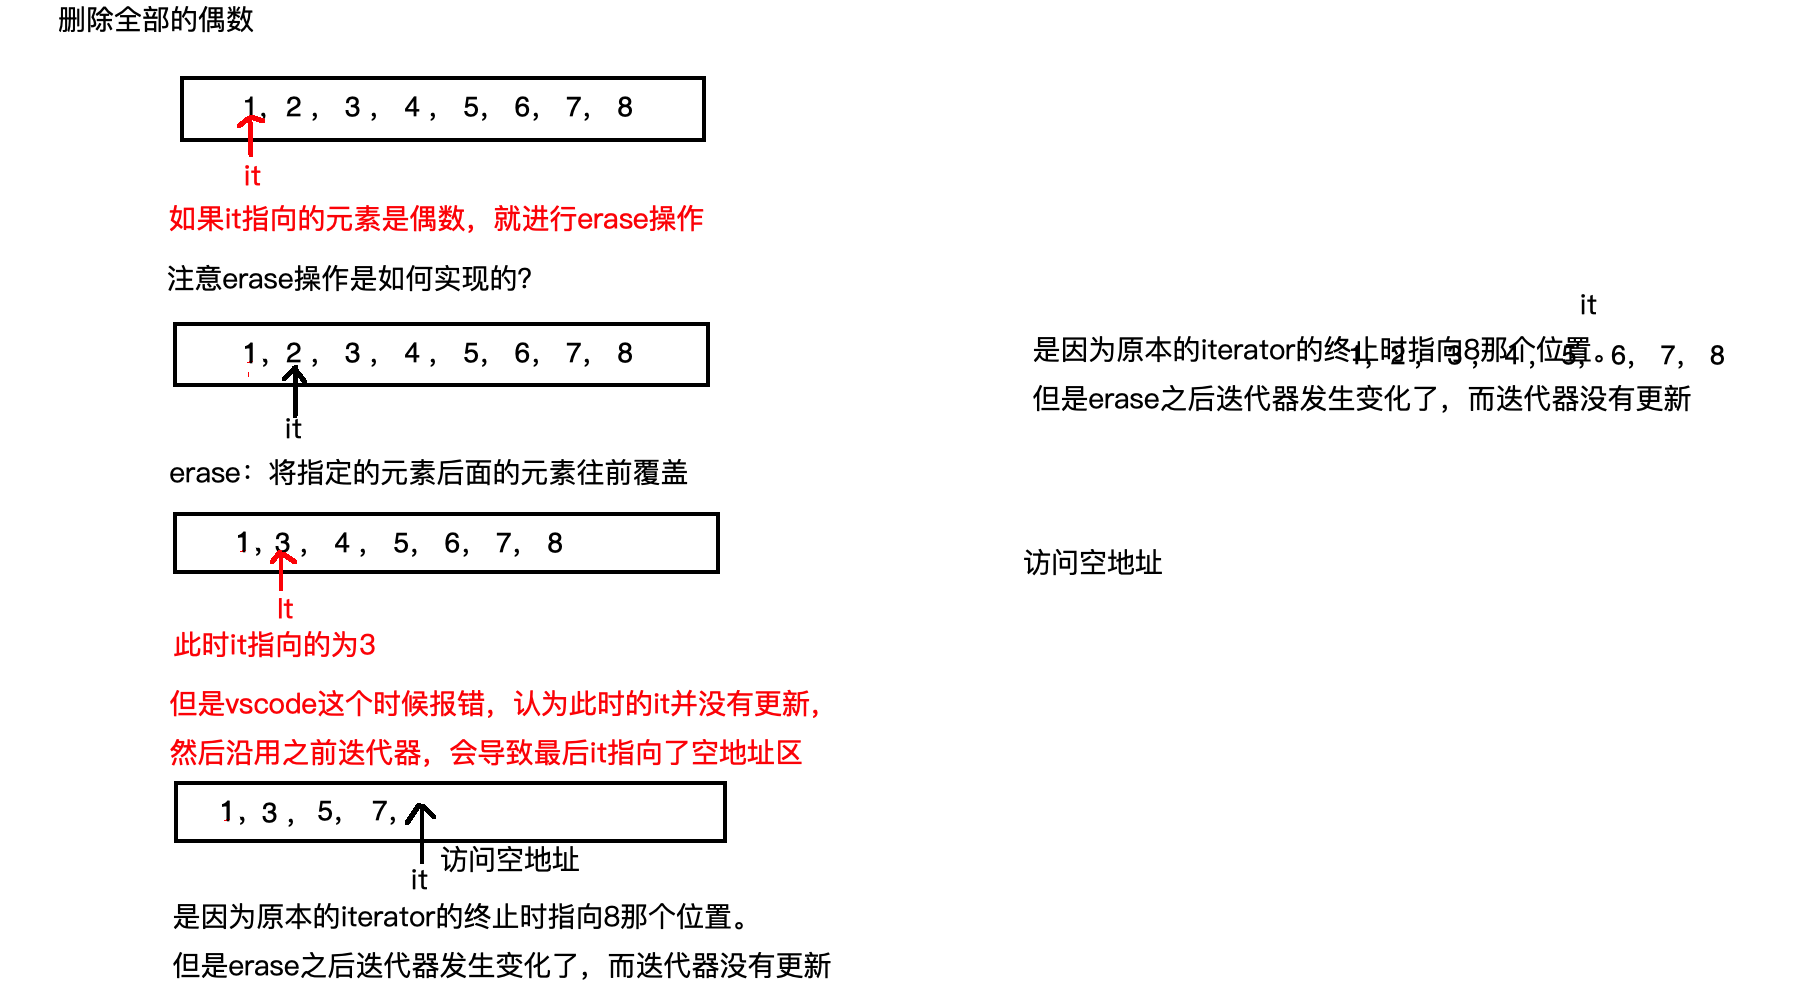 删除全部的偶数
1, 2 , 3 , 4 , 5, 6, 7, 8
it
如果it指向的元素是偶数，就进行erase操作
注意erase操作是如何实现的？
1, 2 , 3 , 4 , 5, 6, 7, 8
it
erase：将指定的元素后面的元素往前覆盖
1, 3 , 4 , 5, 6, 7, 8
It
此时it指向的为3
但是vscode这个时候报错，认为此时的it并没有更新，
然后沿用之前迭代器，会导致最后it指向了空地址区
1, 3 , 5, 7,
访问空地址
it
是因为原本的iterator的终止时指向8那个位置。
但是erase之后迭代器发生变化了，而迭代器没有更新
it
是因为原本的iterator的终止时指向8那个位置。
1, 2 , 3 , 4 , 5, 6, 7, 8
但是erase之后迭代器发生变化了，而迭代器没有更新
访问空地址